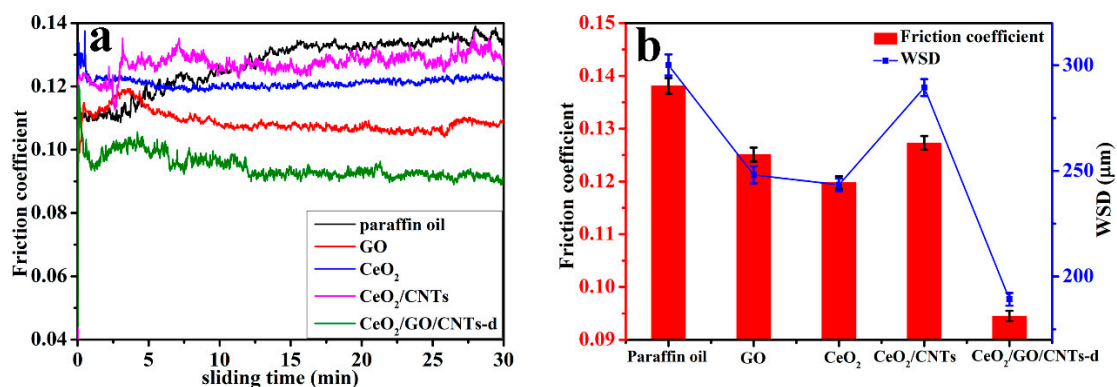 a
Friction coefficient
0.14
0.12
0.10
0.08
0.06
0.04
0
5
10
15
20
25
30
sliding time (min)
paraffin oil
GO
CeO₂
CeO₂/CNTs
CeO₂/GO/CNTs-d
b
Friction coefficient
0.15
0.14
0.13
0.12
0.11
0.10
0.09
Friction coefficient
WSD
300
250
200
WSD (μm)
Paraffin oil
GO
CeO₂
CeO₂/CNTs
CeO₂/GO/CNTs-d